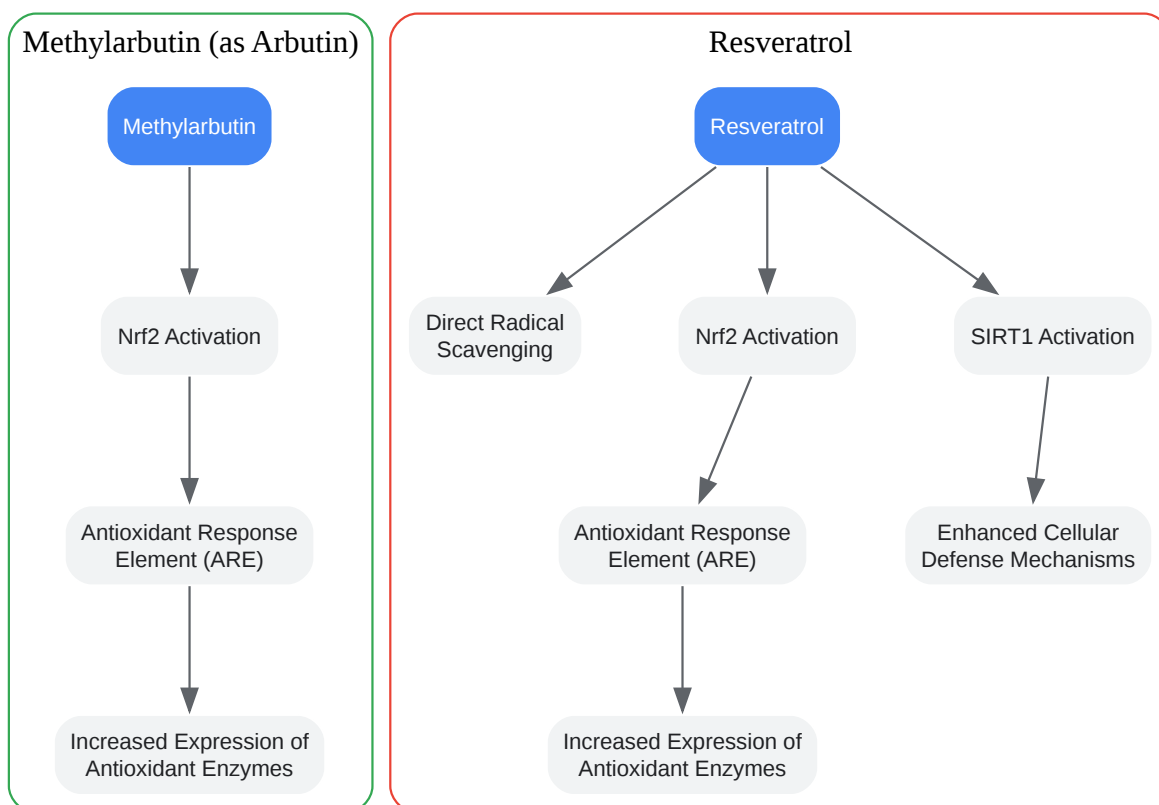 Methylarbutin (as Arbutin)
Methylarbutin
Nrf2 Activation
Antioxidant Response
Element (ARE)
Increased Expression of
Antioxidant Enzymes
Resveratrol
Resveratrol
Direct Radical
Scavenging
Nrf2 Activation
SIRT1 Activation
Antioxidant Response
Element (ARE)
Enhanced Cellular
Defense Mechanisms
Increased Expression of
Antioxidant Enzymes